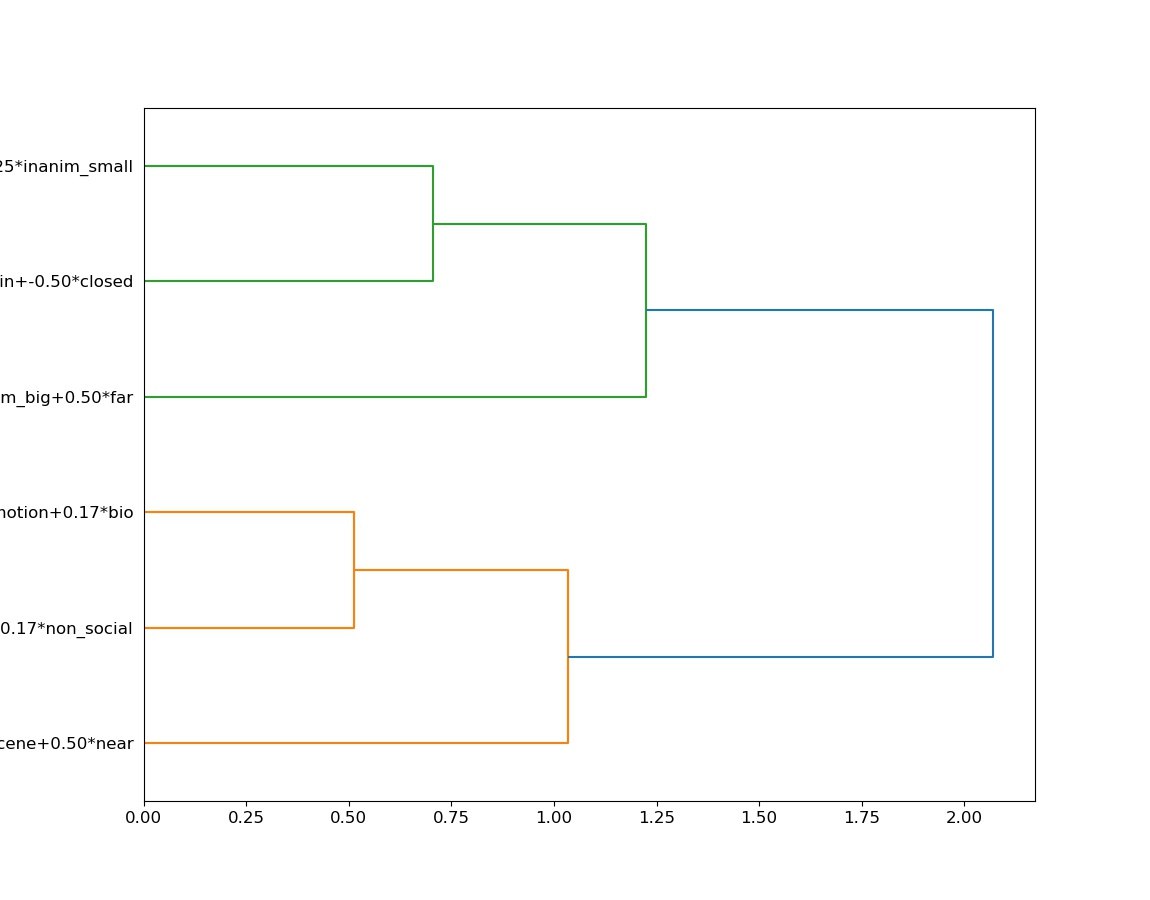 25*inanim_small
in+-0.50*closed
m_big+0.50*far
notion+0.17*bio
0.17*non_social
cene+0.50*near
0.00 0.25 0.50 0.75 1.00 1.25 1.50 1.75 2.00